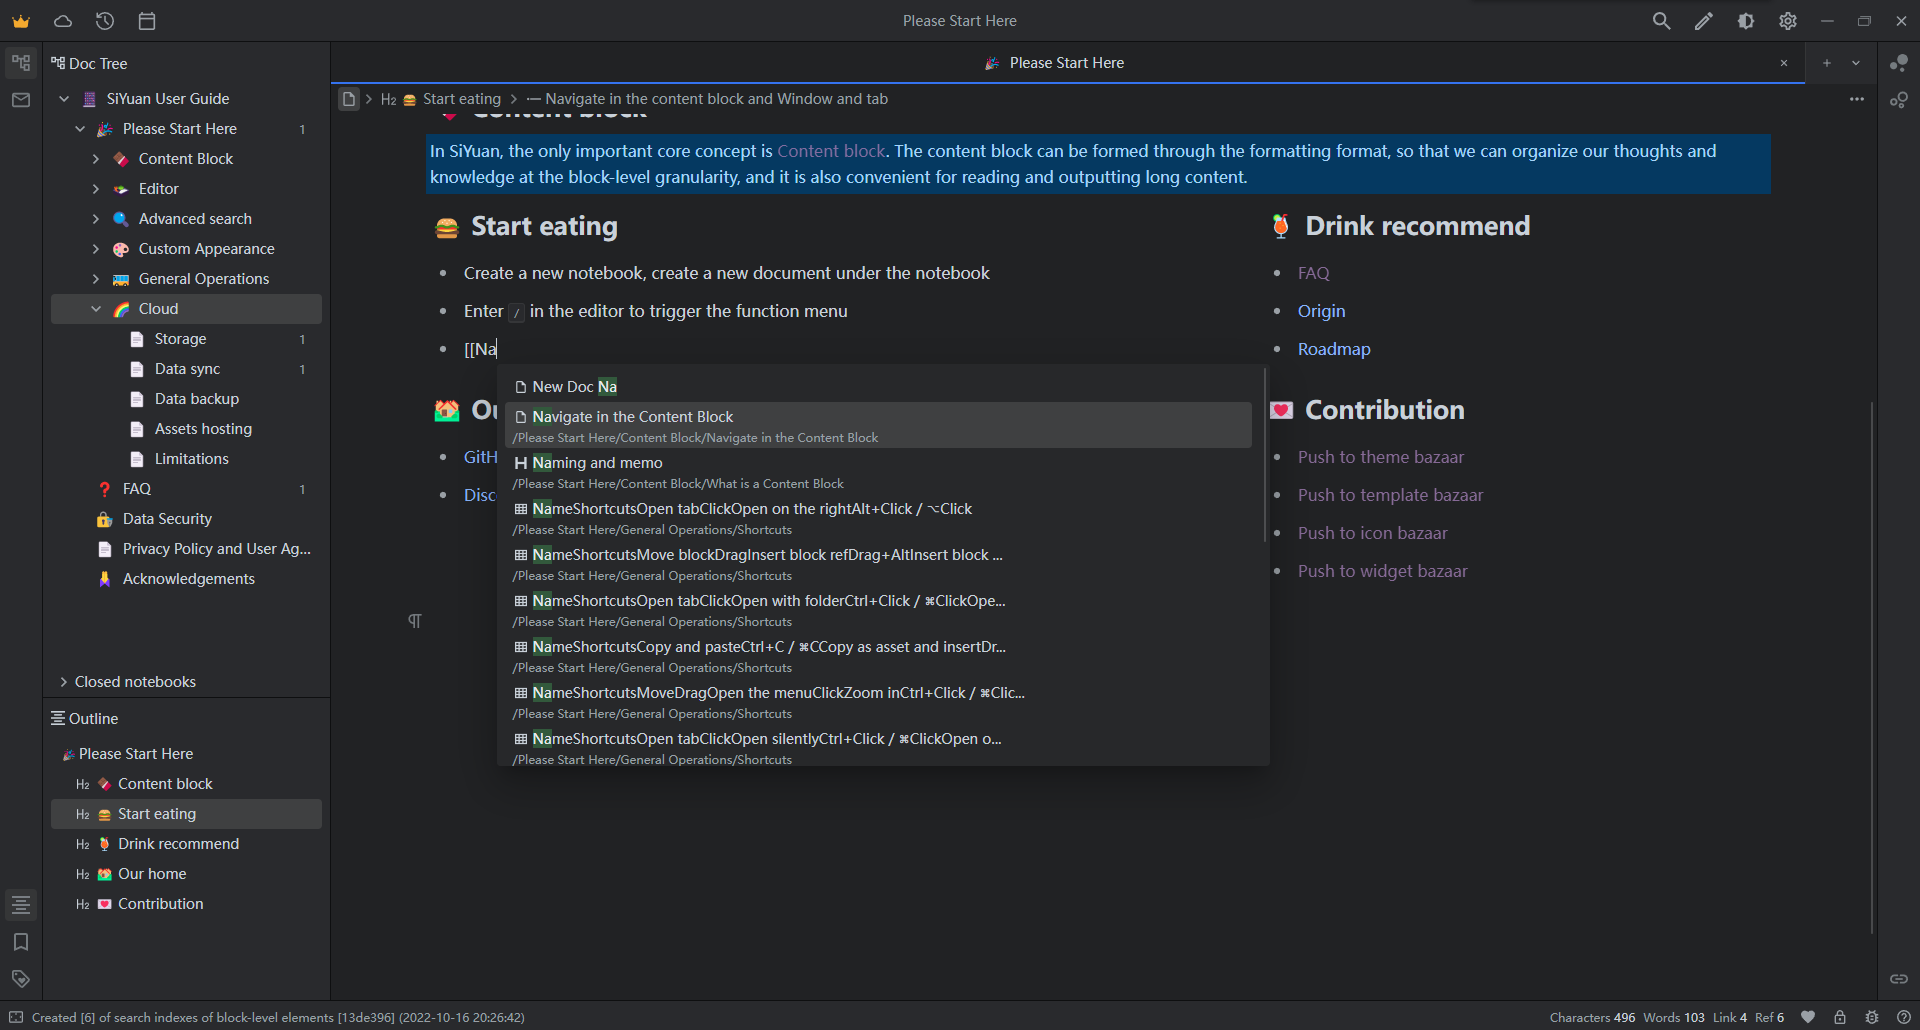 Please Start Here
Doc Tree
SiYuan User Guide
Please Start Here 1
Content Block
Editor
Advanced search
Custom Appearance
General Operations
Cloud
Storage 1
Data sync 1
Data backup
Assets hosting
Limitations
FAQ 1
Data Security
Privacy Policy and User Ag...
Acknowledgements
Closed notebooks
Outline
Please Start Here
H2 Content block
H2 Start eating
H2 Drink recommend
H2 Our home
H2 Contribution
Please Start Here
H2 Start eating > Navigate in the content block and Window and tab
Content block
In SiYuan, the only important core concept is Content block. The content block can be formed through the formatting format, so that we can organize our thoughts and
knowledge at the block-level granularity, and it is also convenient for reading and outputting long content.
Start eating
Create a new notebook, create a new document under the notebook
Enter / in the editor to trigger the function menu
[[Na
Ou
GitH
Disc
New Doc Na
Navigate in the Content Block
/Please Start Here/Content Block/Navigate in the Content Block
Naming and memo
/Please Start Here/Content Block/What is a Content Block
NameShortcutsOpen tabClickOpen on the rightAlt+Click / ⌥Click
/Please Start Here/General Operations/Shortcuts
NameShortcutsMove blockDragInsert block refDrag+AltInsert block ...
/Please Start Here/General Operations/Shortcuts
NameShortcutsOpen tabClickOpen with folderCtrl+Click / ⌘ClickOpe...
/Please Start Here/General Operations/Shortcuts
NameShortcutsCopy and pasteCtrl+C / ⌘CCopy as asset and insertDr...
/Please Start Here/General Operations/Shortcuts
NameShortcutsMoveDragOpen the menuClickZoom inCtrl+Click / ⌘Clic...
/Please Start Here/General Operations/Shortcuts
NameShortcutsOpen tabClickOpen silentlyCtrl+Click / ⌘ClickOpen o...
/Please Start Here/General Operations/Shortcuts
Drink recommend
FAQ
Origin
Roadmap
Contribution
Push to theme bazaar
Push to template bazaar
Push to icon bazaar
Push to widget bazaar
Created [6] of search indexes of block-level elements [13de396] (2022-10-16 20:26:42)
Characters 496 Words 103 Link 4 Ref 6